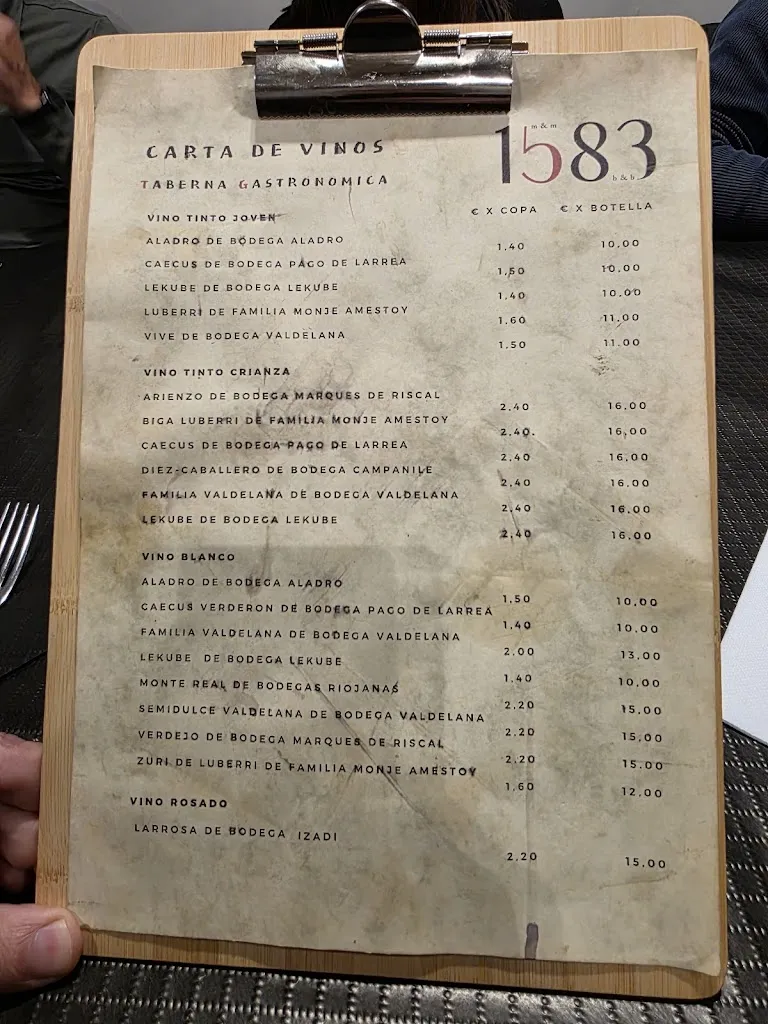 CARTA DE VINOS
TABERNA GASTRONOMICA
m & m
1583
b & b
€ X COPA € X BOTELLA
VINO TINTO JOVEN
ALADRO DE BODEGA ALADRO 1,40 10,00
CAECUS DE BODEGA PAGO DE LARREA 1,50 10,00
LEKUBE DE BODEGA LEKUBE 1,40 10,00
LUBERRI DE FAMILIA MONJE AMESTOY 1,60 11,00
VIVE DE BODEGA VALDELANA 1,50 11,00
VINO TINTO CRIANZA
ARIENZO DE BODEGA MARQUES DE RISCAL 2,40 16,00
BIGA LUBERRI DE FAMILIA MONJE AMESTOY 2,40. 16,00
CAECUS DE BODEGA PAGO DE LARREA 2,40 16,00
DIEZ-CABALLERO DE BODEGA CAMPANILE 2,40 16,00
FAMILIA VALDELANA DE BODEGA VALDELANA 2,40 16,00
LEKUBE DE BODEGA LEKUBE 2,40 16,00
VINO BLANCO
ALADRO DE BODEGA ALADRO 1,50 10,00
CAECUS VERDERON DE BODEGA PAGO DE LARREA 1,40 10,00
FAMILIA VALDELANA DE BODEGA VALDELANA 2,00 13,00
LEKUBE DE BODEGA LEKUBE 1,40 10,00
MONTE REAL DE BODEGAS RIOJANAS 2,20 15,00
SEMIDULCE VALDELANA DE BODEGA VALDELANA 2,20 15,00
VERDEJO DE BODEGA MARQUES DE RISCAL 2,20 15,00
ZURI DE LUBERRI DE FAMILIA MONJE AMESTOY 1,60 12,00
VINO ROSADO
LARROSA DE BODEGA IZADI 2,20 15,00